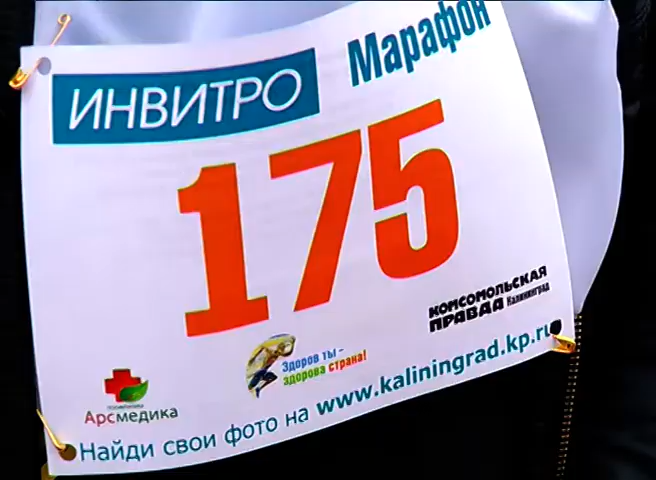 ИНВИТРО
Марафон
175
КОМСОМОЛЬСКАЯ
ПРАВДА Калининград
Здоров ты –
здорова страна!
Арсмедика
Найди свои фото на www.kaliningrad.kp.ru